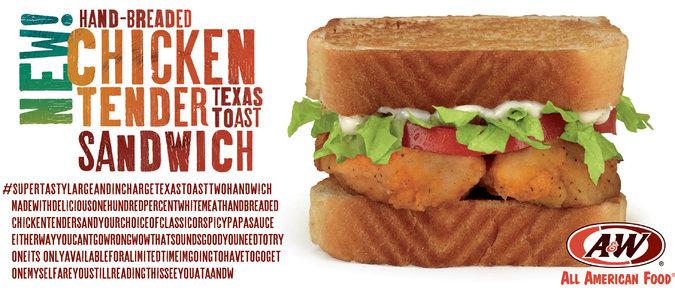 NEW!
HAND-BREADED
CHICKEN
TENDER TEXAS TOAST
SANDWICH
#SUPERTASTYLARGEANDINCHARGETEXASTOASTTWOHANDWICH
MADEWITHDELICIOUSONEHUNDREDPERCENTWHITEMEATHANDBREADED
CHICKENTENDERSANDYOURCHOICEOFCLASSICORSPICYPAPASAUCE
EITHERWAYYOUCANTGOWRONGWOWTHATSOUNDSGOODYOUNEEDTOTRY
ONEITS ONLYAVAILABLEFORALIMITEDTIMEIMGOINGTOHAVETOGOGET
ONEMYSELFAREYOUSTILLREADINGTHISSEEYOUATAANDW
A&W®
ALL AMERICAN FOOD®